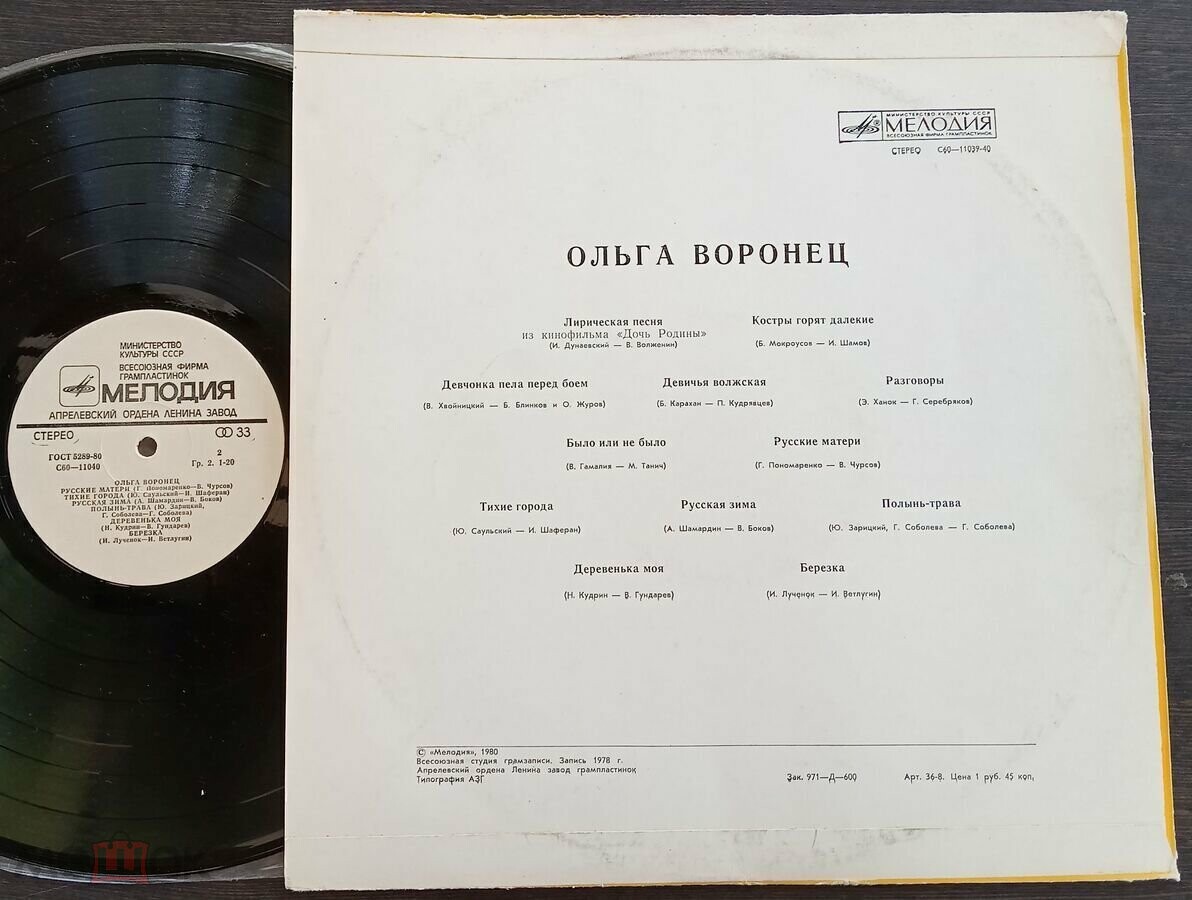 МИНИСТЕРСТВО
КУЛЬТУРЫ СССР
ВСЕСОЮЗНАЯ ФИРМА
ГРАМПЛАСТИНОК
МЕЛОДИЯ
АПРЕЛЕВСКИЙ ОРДЕНА ЛЕНИНА ЗАВОД
СТЕРЕО 33
ГОСТ 5289-80 2
С60—11040 Гр. 2. 1-20
ОЛЬГА ВОРОНЕЦ
РУССКИЕ МАТЕРИ (Г. Пономаренко—В. Чурсов)
ТИХИЕ ГОРОДА (Ю. Саульский—И. Шаферан)
РУССКАЯ ЗИМА (А. Шамардин—В. Боков)
ПОЛЫНЬ-ТРАВА (Ю. Зарицкий,
Г. Соболева—Г. Соболева)
ДЕРЕВЕНЬКА МОЯ
(Н. Кудрин—В. Гундарев)
БЕРЕЗКА
(И. Лученок—И. Ветлугин)
МИНИСТЕРСТВО КУЛЬТУРЫ СССР
МЕЛОДИЯ
ВСЕСОЮЗНАЯ ФИРМА ГРАМПЛАСТИНОК
СТЕРЕО С60—11039-40
ОЛЬГА ВОРОНЕЦ
Лирическая песня Костры горят далекие
из кинофильма «Дочь Родины»
(И. Дунаевский — В. Волженин) (Б. Мокроусов — И. Шамов)
Девчонка пела перед боем Девичья волжская Разговоры
(В. Хвойницкий — Б. Блинков и О. Журов) (Б. Карахан — П. Кудрявцев) (Э. Ханок — Г. Серебряков)
Было или не было Русские матери
(В. Гамалия — М. Танич) (Г. Пономаренко — В. Чурсов)
Тихие города Русская зима Полынь-трава
(Ю. Саульский — И. Шаферан) (А. Шамардин — В. Боков) (Ю. Зарицкий, Г. Соболева — Г. Соболева)
Деревенька моя Березка
(Н. Кудрин — В. Гундарев) (И. Лученок — И. Ветлугин)
© «Мелодия», 1980
Всесоюзная студия грамзаписи. Запись 1978 г.
Апрелевский ордена Ленина завод грампластинок
Типография АЗГ Зак. 971—Д—600 Арт. 36-8. Цена 1 руб. 45 коп.